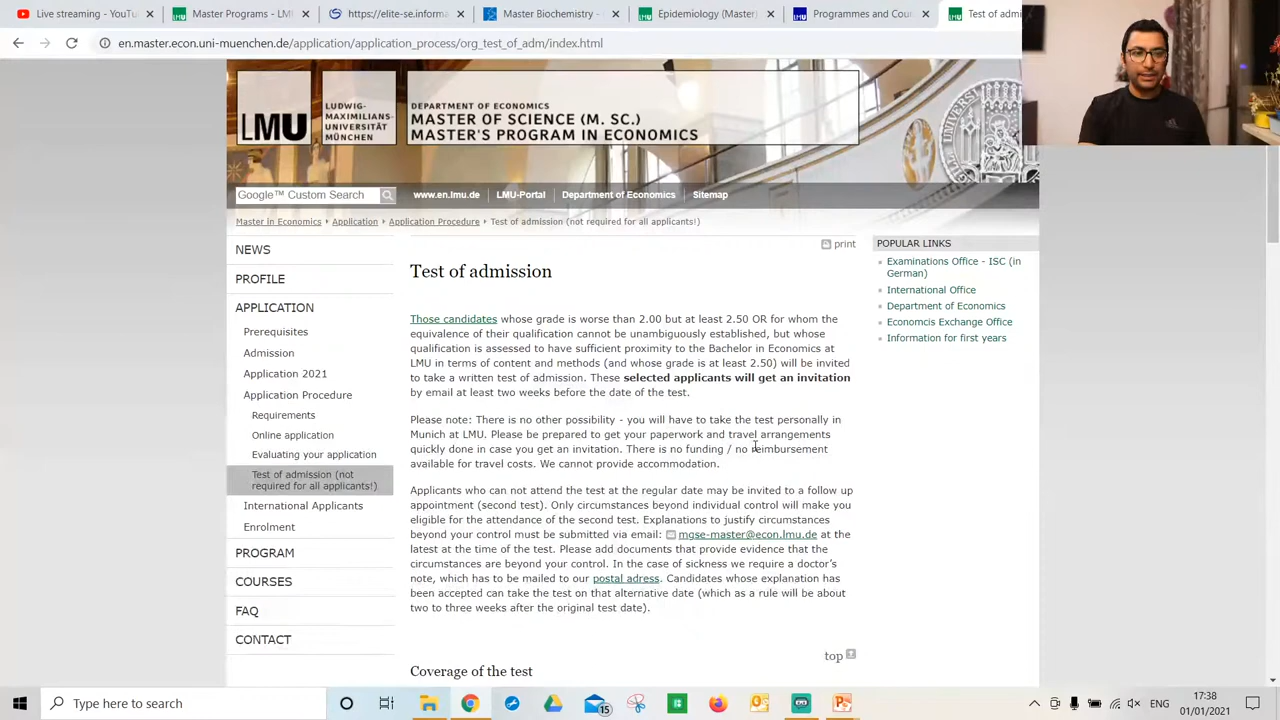 Live streaming - YouTu
Master Programs - LM
https://elite-se.informa
Master Biochemistry -
Epidemiology (Master)
Programmes and Cou
Test of admi
en.master.econ.uni-muenchen.de/application/application_process/org_test_of_adm/index.html
LMU
LUDWIG-
MAXIMILIANS-
UNIVERSITÄT
MÜNCHEN
DEPARTMENT OF ECONOMICS
MASTER OF SCIENCE (M. SC.)
MASTER'S PROGRAM IN ECONOMICS
Google™ Custom Search
www.en.lmu.de
LMU-Portal
Department of Economics
Sitemap
Master in Economics
Application
Application Procedure
Test of admission (not required for all applicants!)
NEWS
PROFILE
APPLICATION
Prerequisites
Admission
Application 2021
Application Procedure
Requirements
Online application
Evaluating your application
Test of admission (not
required for all applicants!)
International Applicants
Enrolment
PROGRAM
COURSES
FAQ
CONTACT
print
Test of admission
Those candidates whose grade is worse than 2.00 but at least 2.50 OR for whom the
equivalence of their qualification cannot be unambiguously established, but whose
qualification is assessed to have sufficient proximity to the Bachelor in Economics at
LMU in terms of content and methods (and whose grade is at least 2.50) will be invited
to take a written test of admission. These selected applicants will get an invitation
by email at least two weeks before the date of the test.
Please note: There is no other possibility - you will have to take the test personally in
Munich at LMU. Please be prepared to get your paperwork and travel arrangements
quickly done in case you get an invitation. There is no funding / no reimbursement
available for travel costs. We cannot provide accommodation.
Applicants who can not attend the test at the regular date may be invited to a follow up
appointment (second test). Only circumstances beyond individual control will make you
eligible for the attendance of the second test. Explanations to justify circumstances
beyond your control must be submitted via email: mgse-master@econ.lmu.de at the
latest at the time of the test. Please add documents that provide evidence that the
circumstances are beyond your control. In the case of sickness we require a doctor's
note, which has to be mailed to our postal adress. Candidates whose explanation has
been accepted can take the test on that alternative date (which as a rule will be about
two to three weeks after the original test date).
top
Coverage of the test
POPULAR LINKS
Examinations Office - ISC (in
German)
International Office
Department of Economics
Economcis Exchange Office
Information for first years
Type here to search
15
ENG
17:38
01/01/2021